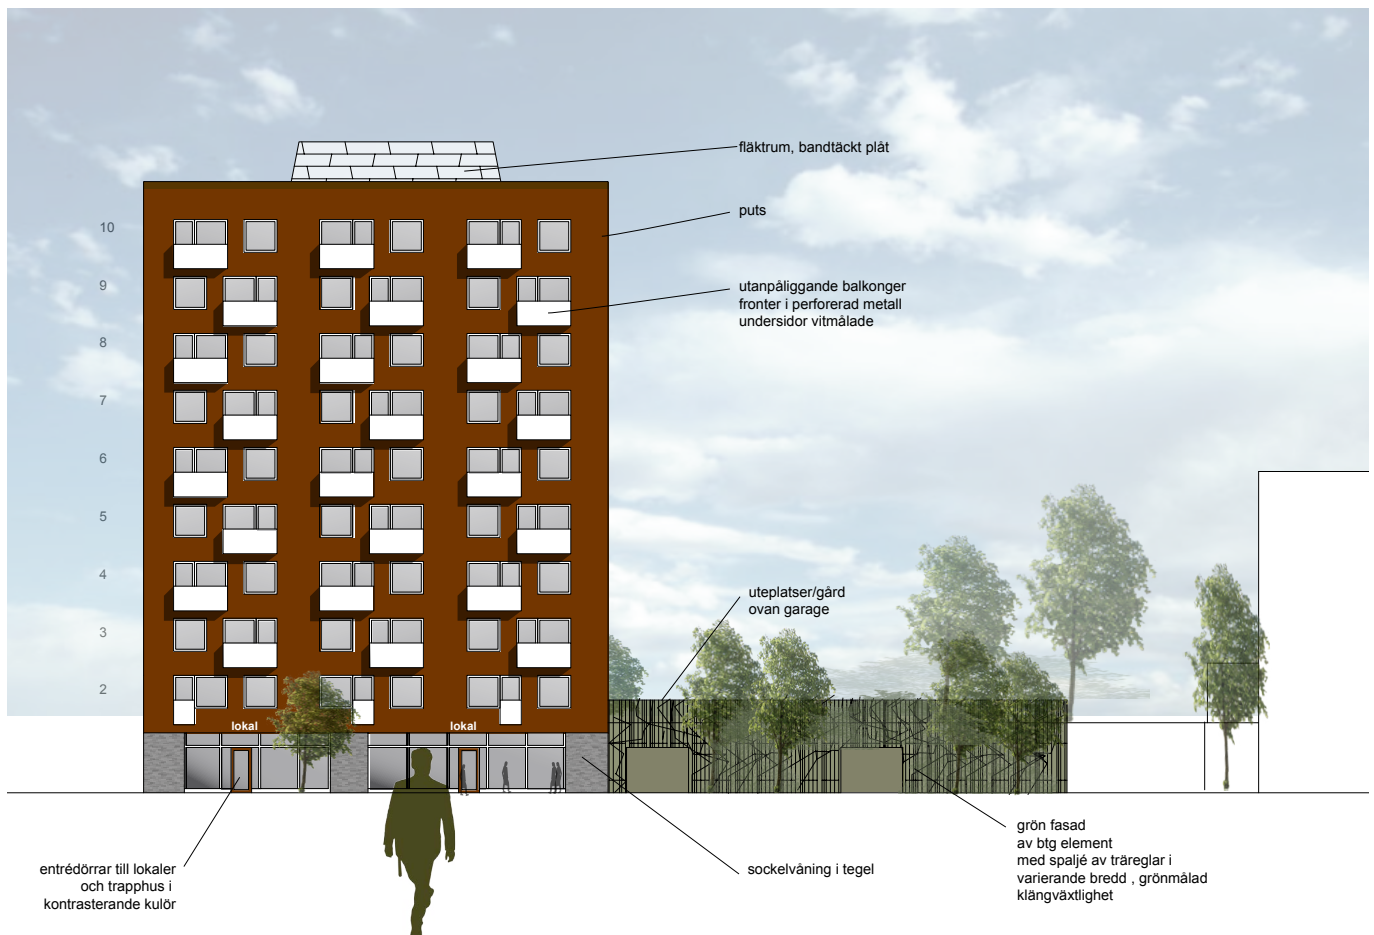 fläktrum, bandtäckt plåt
puts
10
9
utanpåliggande balkonger
fronter i perforerad metall
undersidor vitmålade
8
7
6
5
4
uteplatser/gård
ovan garage
3
2
lokal
lokal
entrédörrar till lokaler
och trapphus i
kontrasterande kulör
sockelvåning i tegel
grön fasad
av btg element
med spaljé av träreglar i
varierande bredd , grönmålad
klängväxtlighet